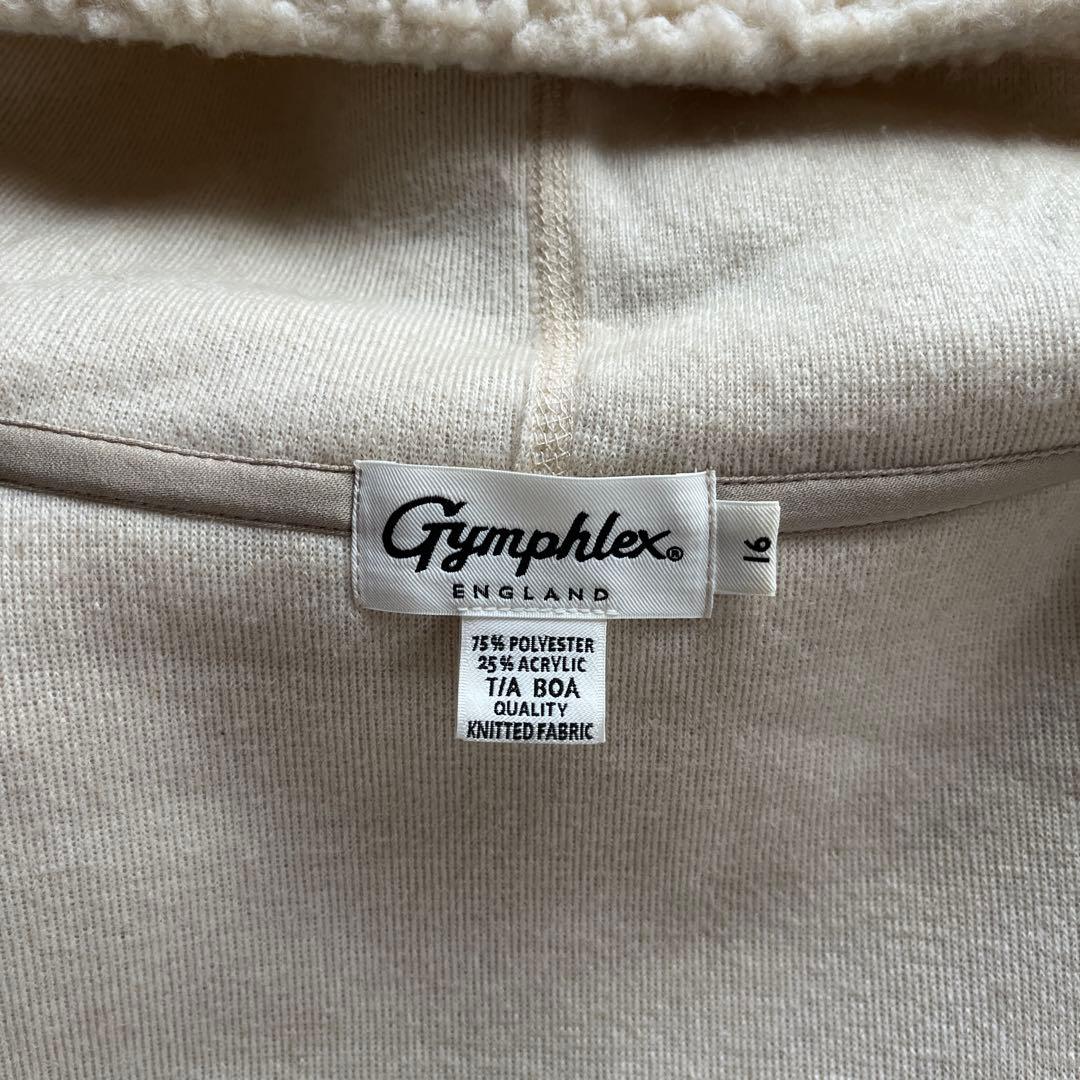 Gymphlex®
ENGLAND
16
75% POLYESTER
25% ACRYLIC
T/A BOA
QUALITY
KNITTED FABRIC